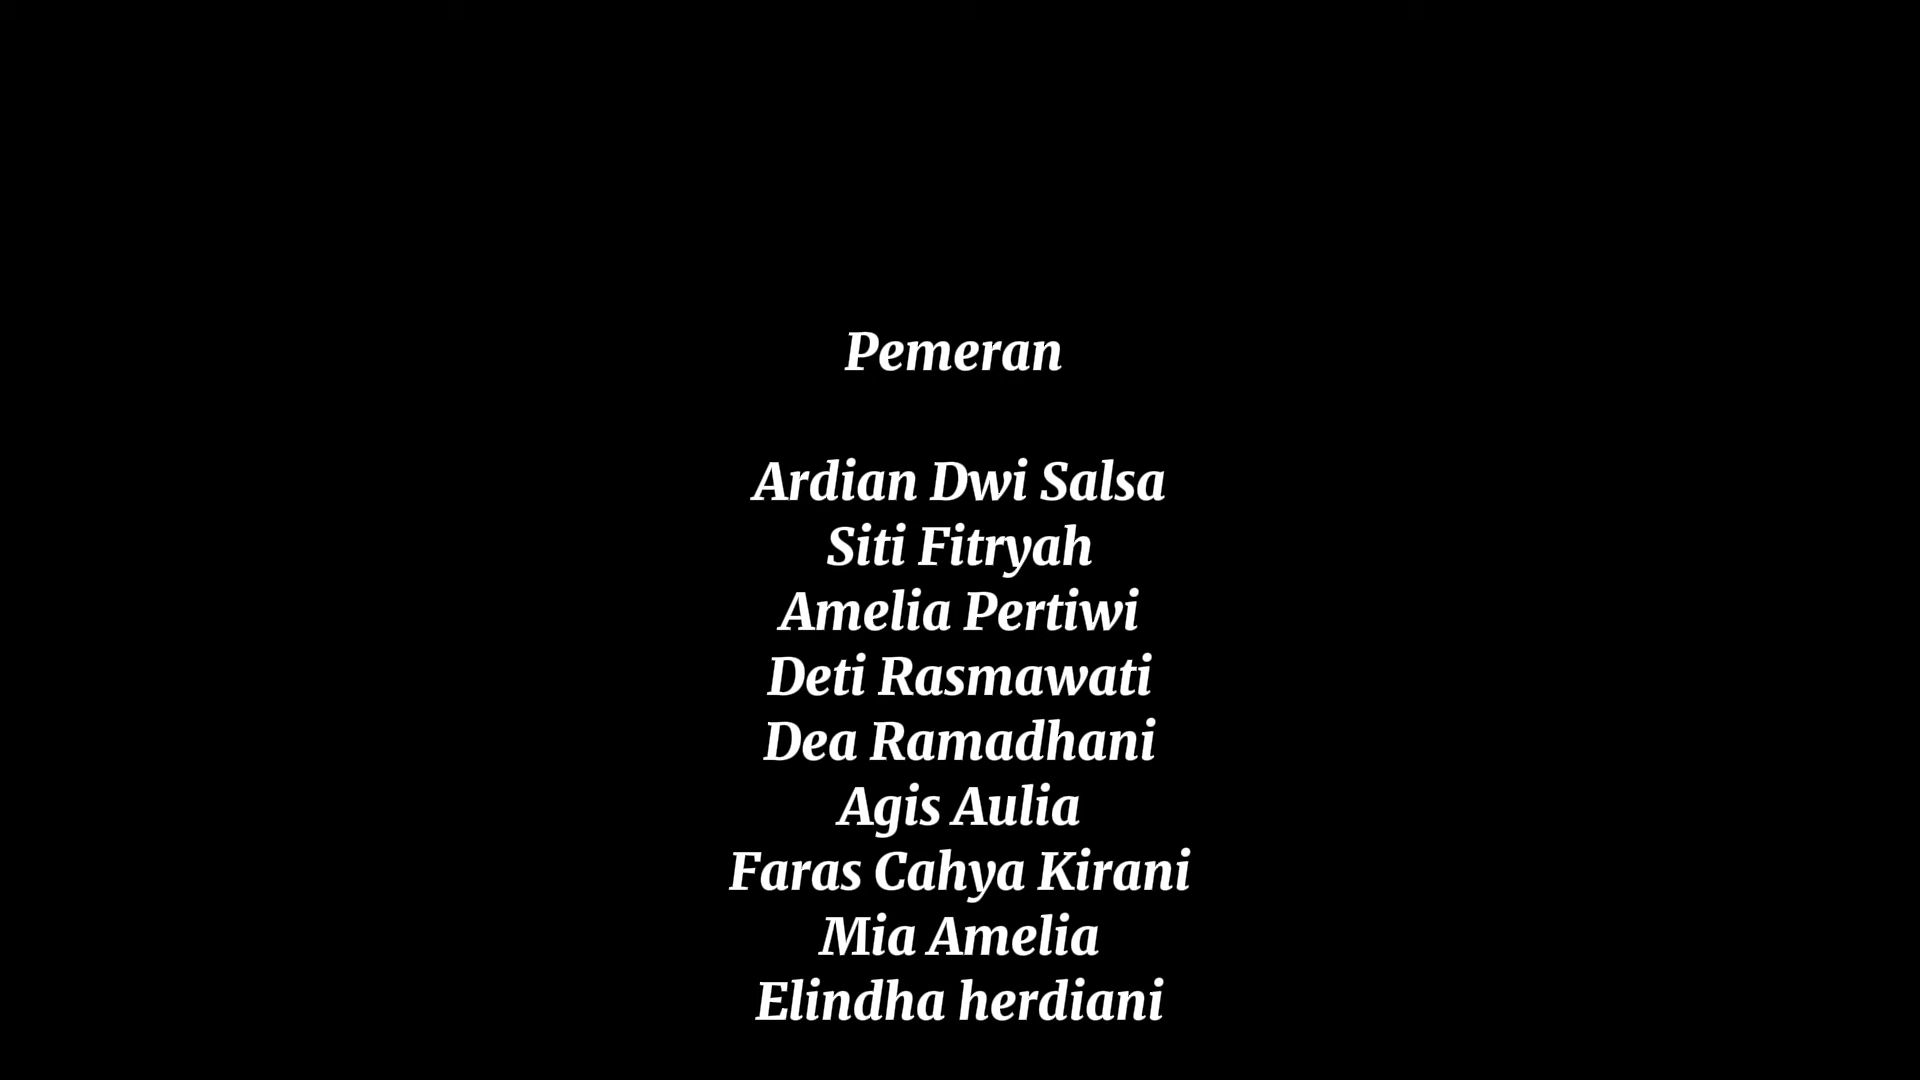 Pemeran
Ardian Dwi Salsa
Siti Fitryah
Amelia Pertiwi
Deti Rasmawati
Dea Ramadhani
Agis Aulia
Faras Cahya Kirani
Mia Amelia
Elindha herdiani